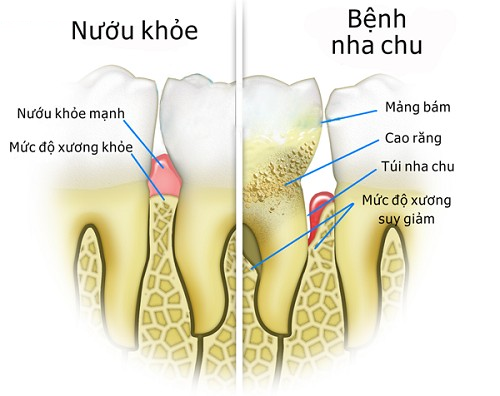 Nướu khỏe
Bệnh
nha chu
Nướu khỏe mạnh
Mức độ xương khỏe
Mảng bám
Cao răng
Túi nha chu
Mức độ xương
suy giảm